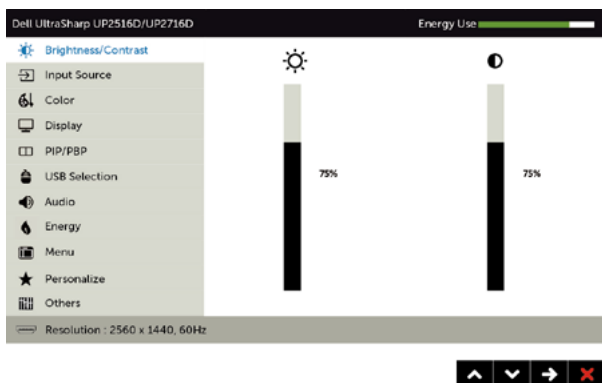 Dell UltraSharp UP2516D/UP2716D Energy Use
Brightness/Contrast
Input Source
Color
Display
PIP/PBP
USB Selection
Audio
Energy
Menu
Personalize
Others
75% 75%
Resolution : 2560 x 1440, 60Hz